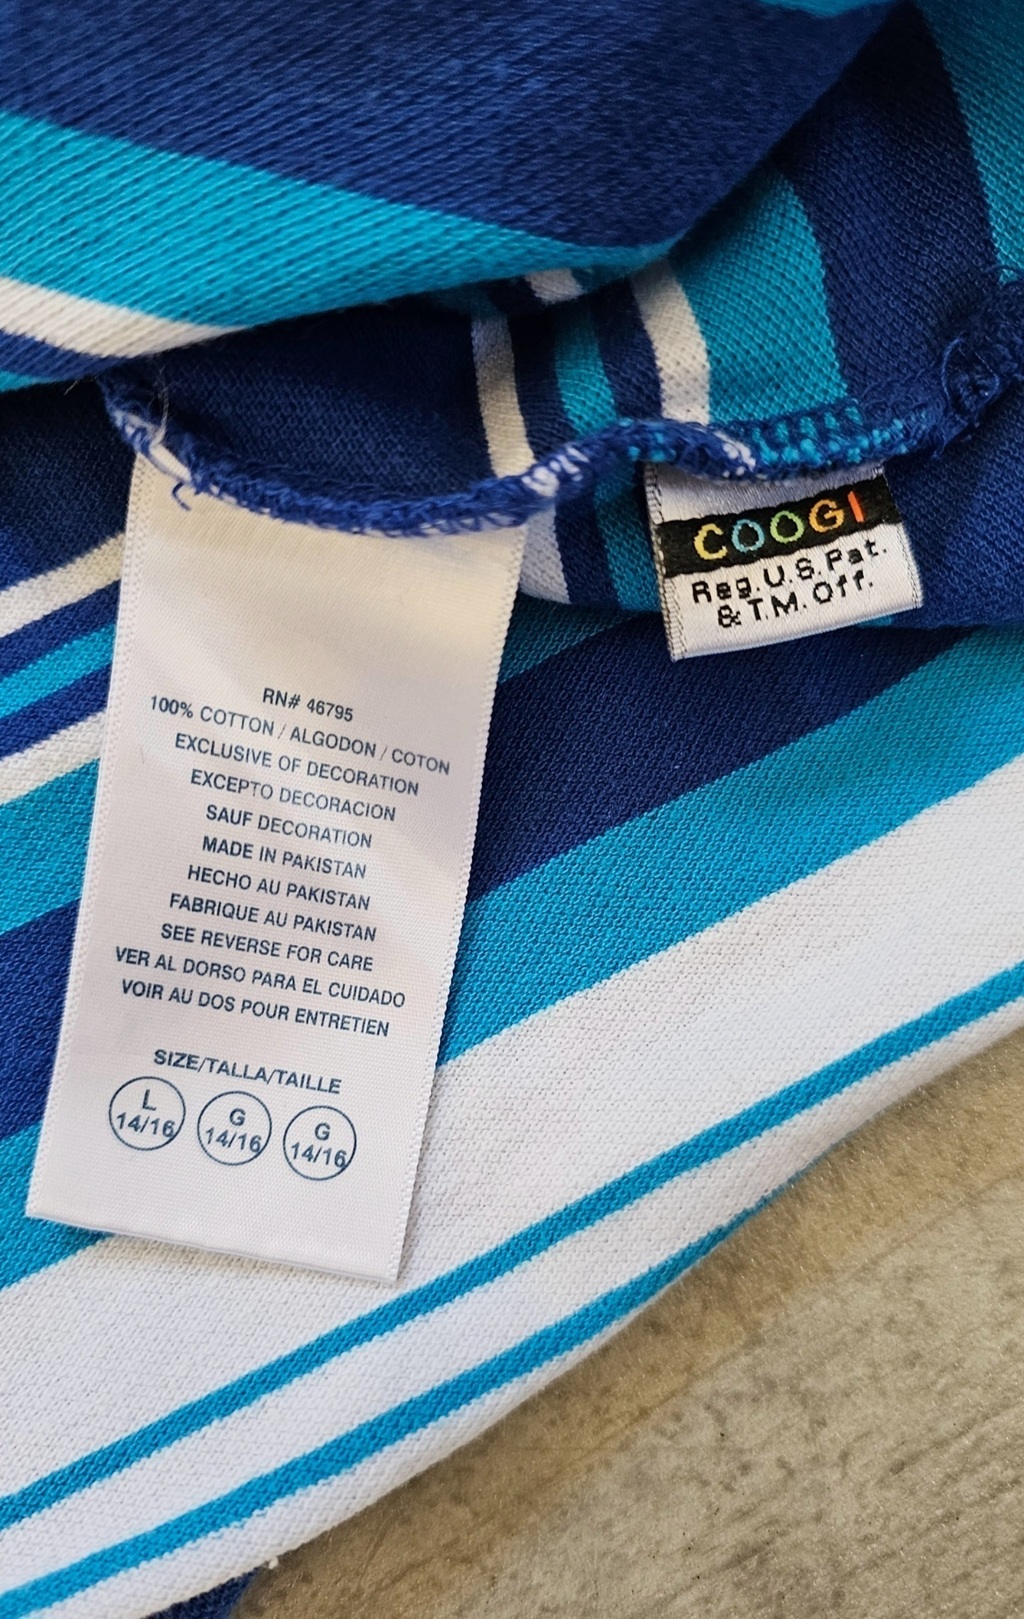 COOGI
Reg. U.S. Pat.
& T.M. Off.
RN# 46795
100% COTTON / ALGODON / COTON
EXCLUSIVE OF DECORATION
EXCEPTO DECORACION
SAUF DECORATION
MADE IN PAKISTAN
HECHO AU PAKISTAN
FABRIQUE AU PAKISTAN
SEE REVERSE FOR CARE
VER AL DORSO PARA EL CUIDADO
VOIR AU DOS POUR ENTRETIEN
SIZE/TALLA/TAILLE
L G G
14/16 14/16 14/16